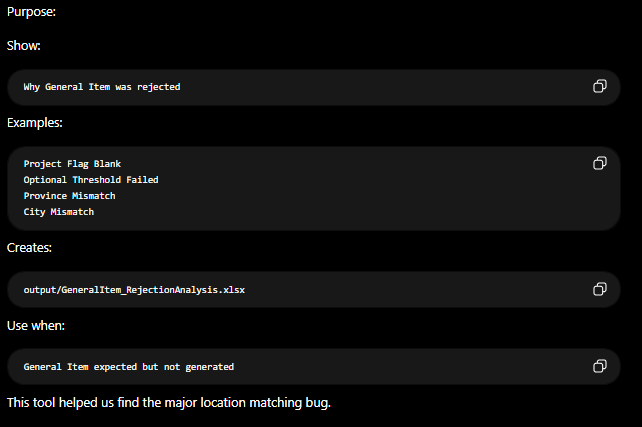 Purpose:
Show:
Why General Item was rejected
Examples:
Project Flag Blank
Optional Threshold Failed
Province Mismatch
City Mismatch
Creates:
output/GeneralItem_RejectionAnalysis.xlsx
Use when:
General Item expected but not generated
This tool helped us find the major location matching bug.